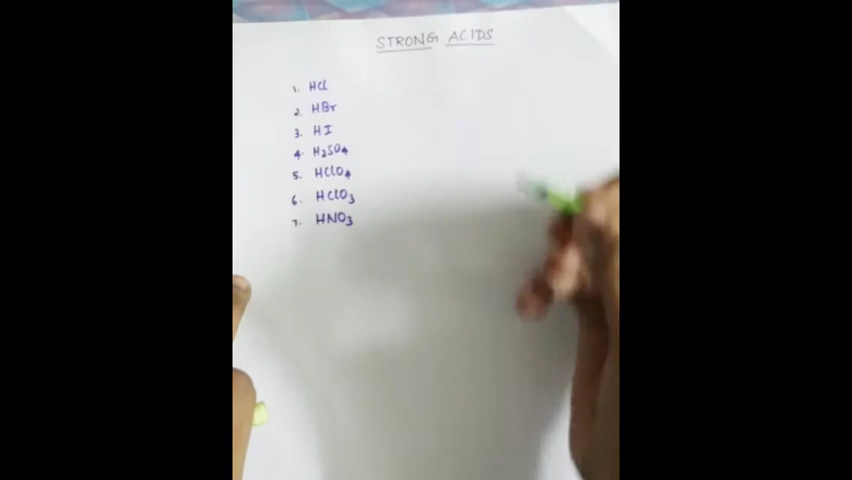 STRONG ACIDS
1. HCl
2. HBr
3. HI
4. H₂SO₄
5. HClO₄
6. HClO₃
7. HNO₃